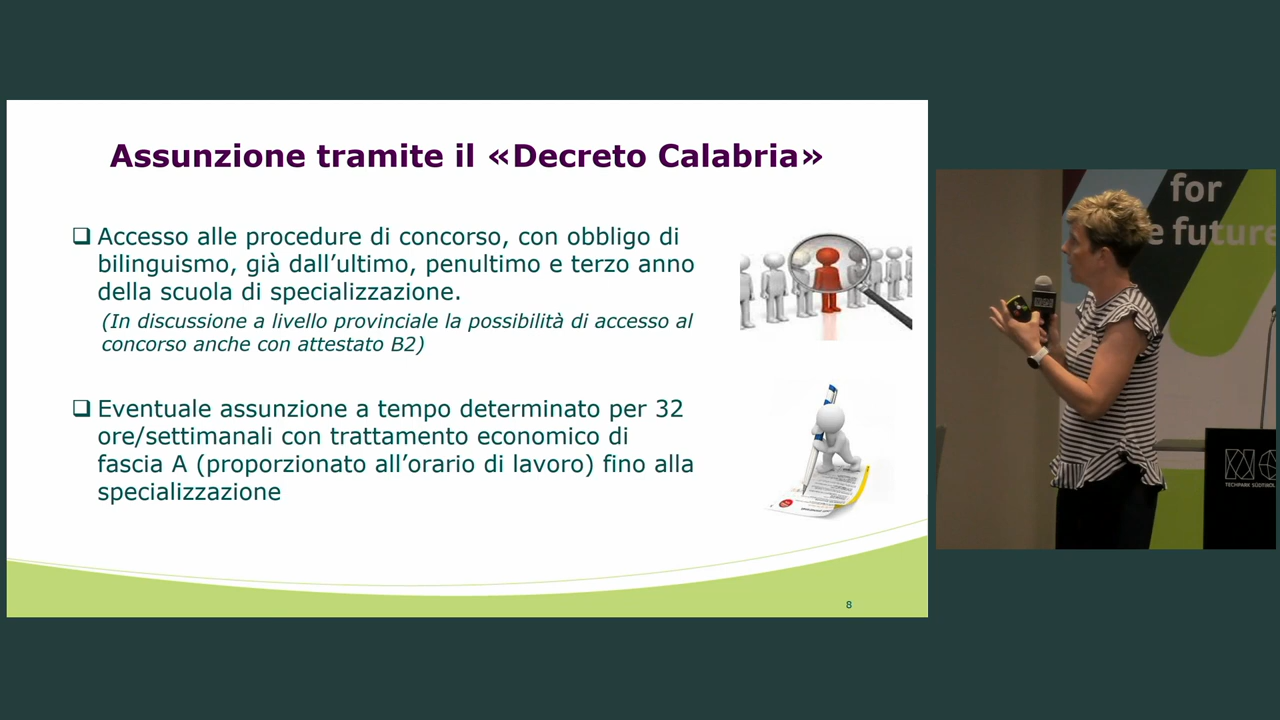 Assunzione tramite il «Decreto Calabria»
Accesso alle procedure di concorso, con obbligo di
bilinguismo, già dall’ultimo, penultimo e terzo anno
della scuola di specializzazione.
(In discussione a livello provinciale la possibilità di accesso al
concorso anche con attestato B2)
Eventuale assunzione a tempo determinato per 32
ore/settimanali con trattamento economico di
fascia A (proporzionato all’orario di lavoro) fino alla
specializzazione
8
for
e future
NOI
TECHPARK SÜDTIROL